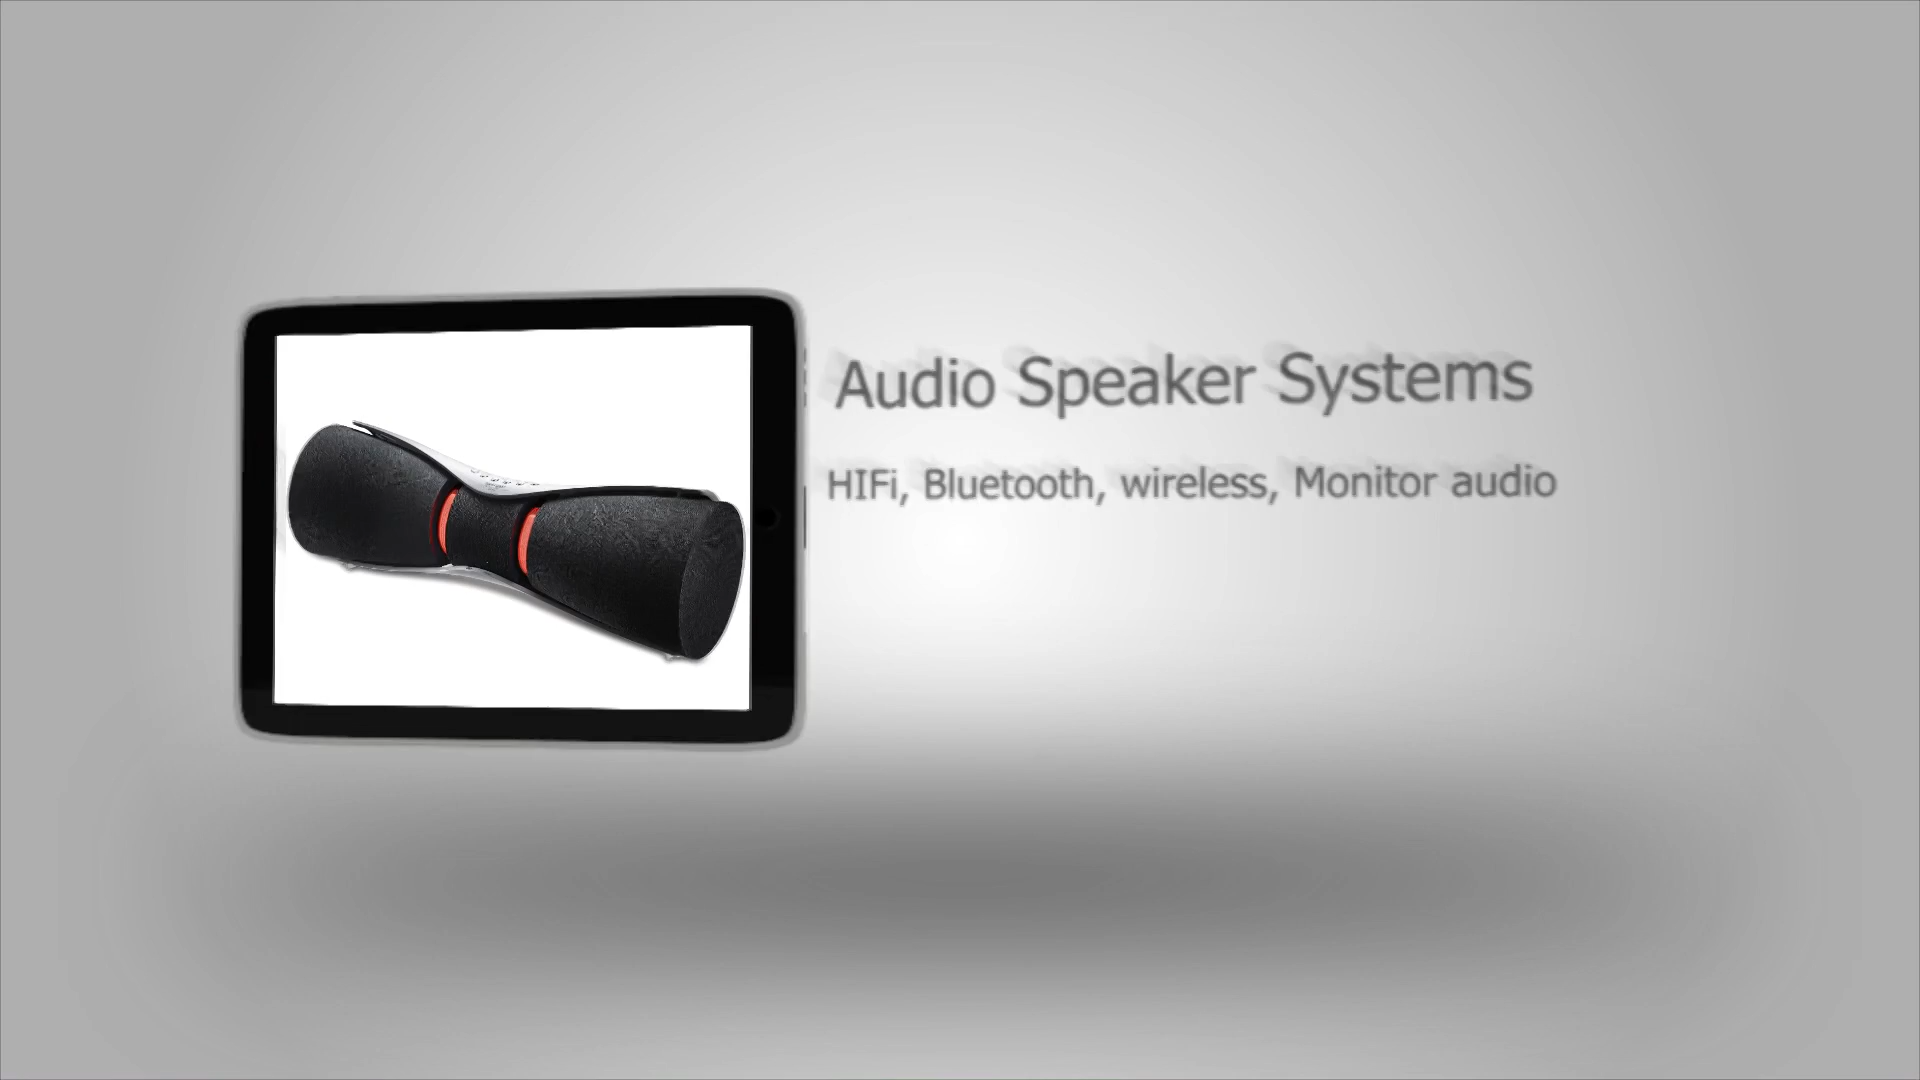 Audio Speaker Systems
HIFi, Bluetooth, wireless, Monitor audio